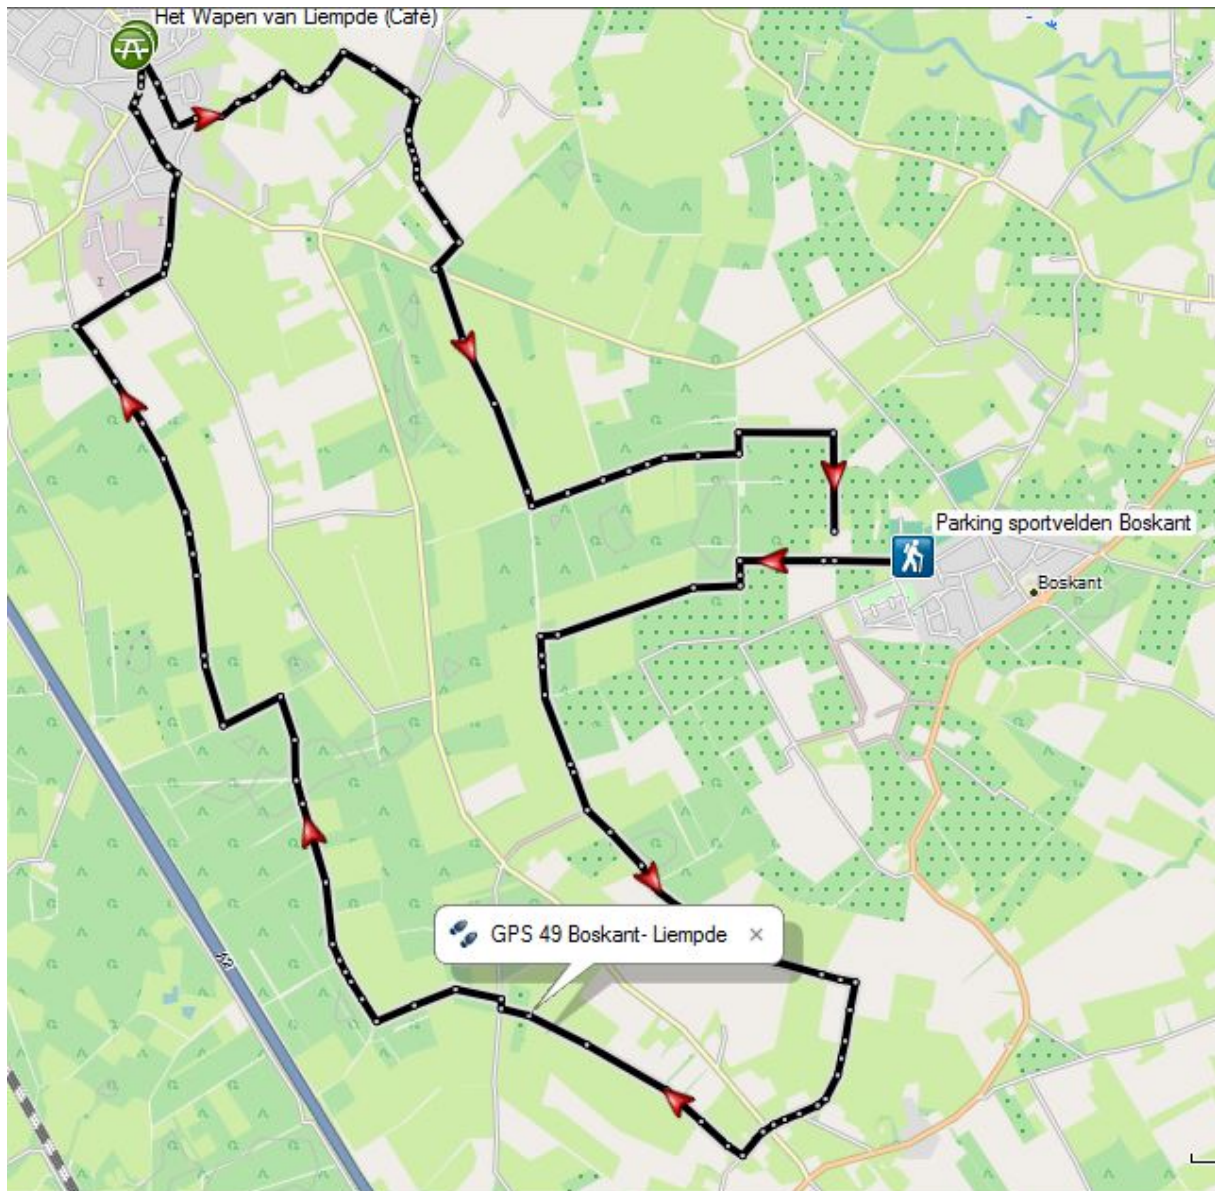 Het Wapen van Liempde (Café)
Parking sportvelden Boskant
Boskant
GPS 49 Boskant- Liempde
A2